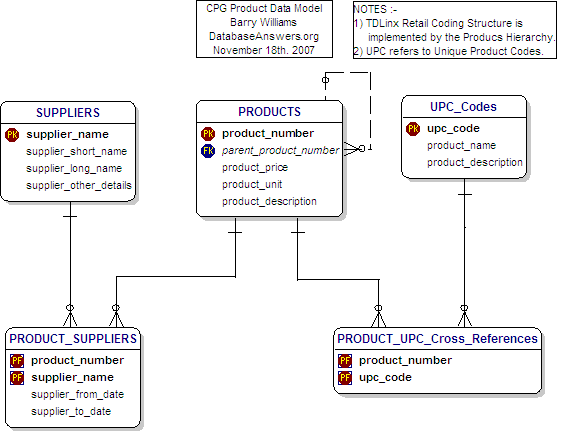 CPG Product Data Model
Barry Williams
DatabaseAnswers.org
November 18th. 2007
NOTES :-
1) TDLinx Retail Coding Structure is
implemented by the Producs Hierarchy.
2) UPC refers to Unique Product Codes.
SUPPLIERS
PK supplier_name
supplier_short_name
supplier_long_name
supplier_other_details
PRODUCTS
PK product_number
FK parent_product_number
product_price
product_unit
product_description
UPC_Codes
PK upc_code
product_name
product_description
PRODUCT_SUPPLIERS
PF product_number
PF supplier_name
supplier_from_date
supplier_to_date
PRODUCT_UPC_Cross_References
PF product_number
PF upc_code